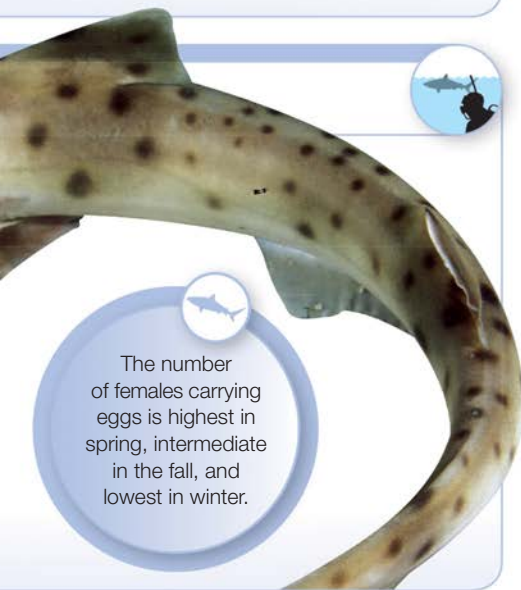 The number
of females carrying
eggs is highest in
spring, intermediate
in the fall, and
lowest in winter.